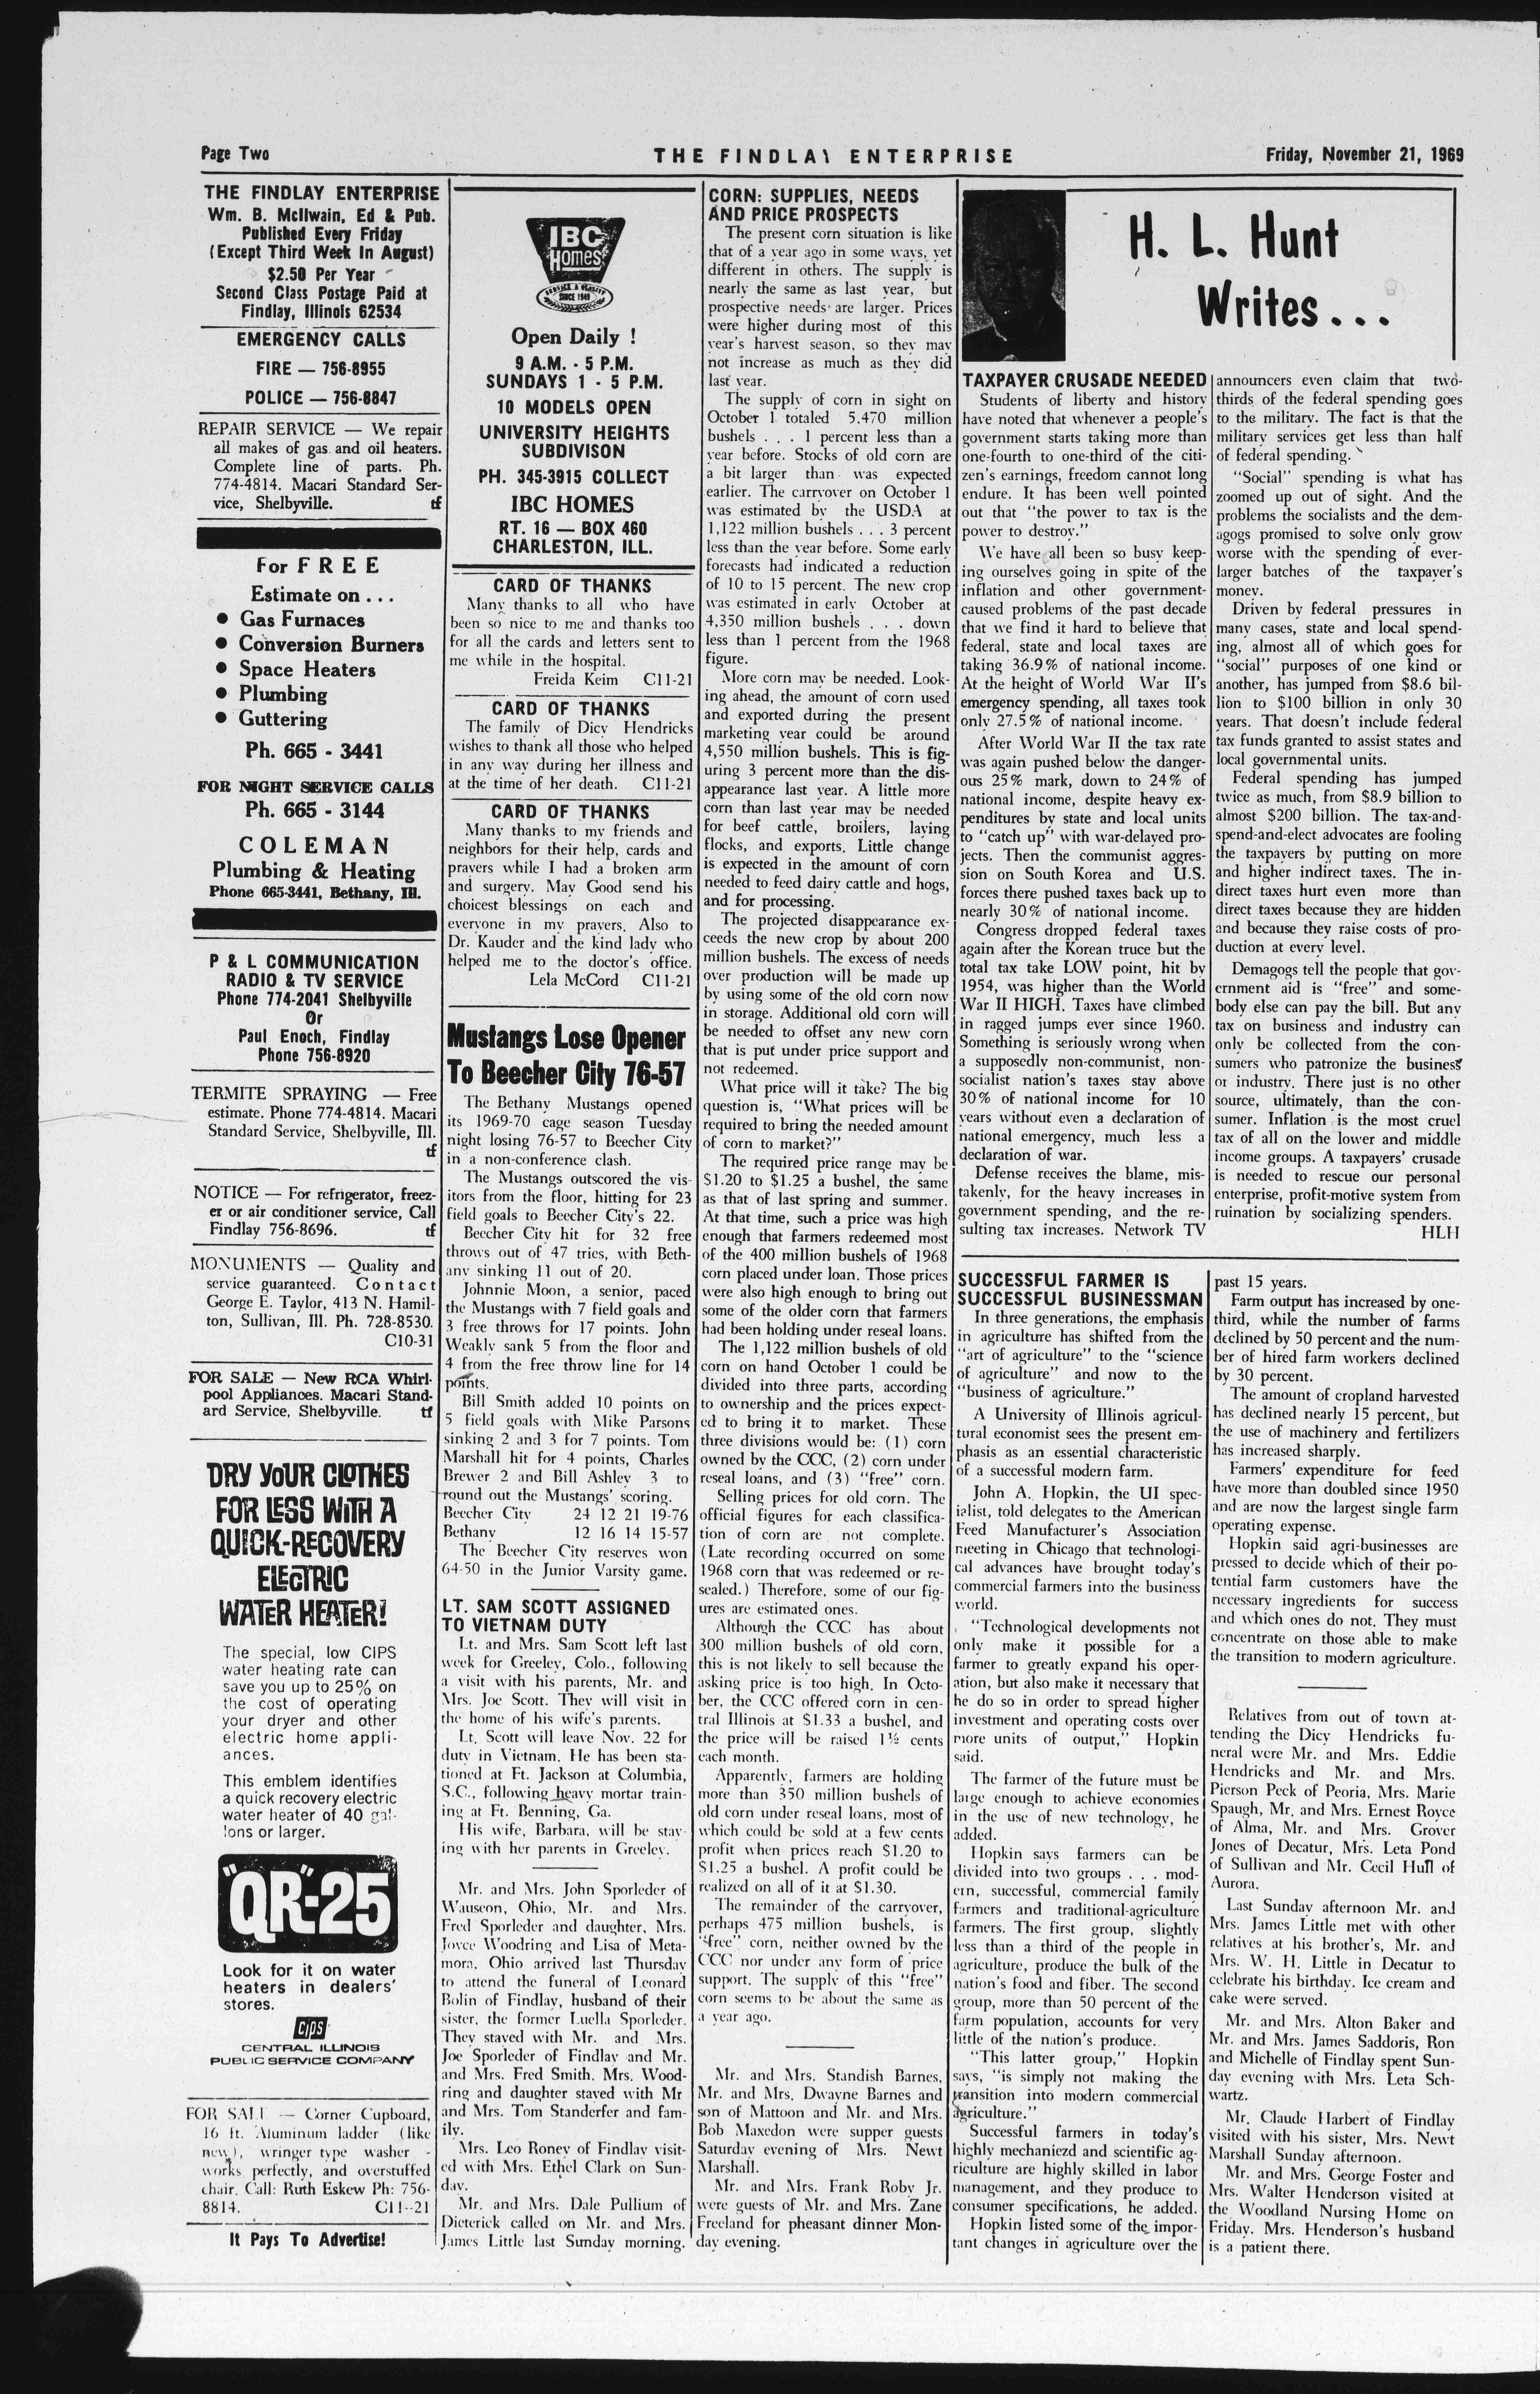 Page Two
THE FINDLAY ENTERPRISE
Friday, November 21, 1969
THE FINDLAY ENTERPRISE
Wm. B. McIlwain, Ed & Pub.
Published Every Friday
(Except Third Week In August)
$2.50 Per Year
Second Class Postage Paid at
Findlay, Illinois 62534
EMERGENCY CALLS
FIRE — 756-8955
POLICE — 756-8847
REPAIR SERVICE — We repair
all makes of gas and oil heaters.
Complete line of parts. Ph.
774-4814. Macari Standard Ser-
vice, Shelbyville. tf
For FREE
Estimate on ...
● Gas Furnaces
● Conversion Burners
● Space Heaters
● Plumbing
● Guttering
Ph. 665 - 3441
FOR NIGHT SERVICE CALLS
Ph. 665 - 3144
COLEMAN
Plumbing & Heating
Phone 665-3441, Bethany, Ill.
P & L COMMUNICATION
RADIO & TV SERVICE
Phone 774-2041 Shelbyville
Or
Paul Enoch, Findlay
Phone 756-8920
TERMITE SPRAYING — Free
estimate. Phone 774-4814. Macari
Standard Service, Shelbyville, Ill.
tf
NOTICE — For refrigerator, freez-
er or air conditioner service, Call
Findlay 756-8696. tf
MONUMENTS — Quality and
service guaranteed. Contact
George E. Taylor, 413 N. Hamil-
ton, Sullivan, Ill. Ph. 728-8530.
C10-31
FOR SALE — New RCA Whirl-
pool Appliances. Macari Stand-
ard Service, Shelbyville. tf
DRY YOUR CLOTHES
FOR LESS WITH A
QUICK-RECOVERY
ELECTRIC
WATER HEATER!
The special, low CIPS
water heating rate can
save you up to 25% on
the cost of operating
your dryer and other
electric home appli-
ances.
This emblem identifies
a quick recovery electric
water heater of 40 gal-
lons or larger.
"QR-25"
Look for it on water
heaters in dealers'
stores.
CIPS
CENTRAL ILLINOIS
PUBLIC SERVICE COMPANY
FOR SALE — Corner Cupboard,
16 ft. Aluminum ladder (like
new), wringer type washer -
works perfectly, and overstuffed
chair. Call: Ruth Eskew Ph: 756-
8814. C11--21
It Pays To Advertise!
IBC
Homes
SERVICE & QUALITY
SINCE 1949
Open Daily !
9 A.M. - 5 P.M.
SUNDAYS 1 - 5 P.M.
10 MODELS OPEN
UNIVERSITY HEIGHTS
SUBDIVISON
PH. 345-3915 COLLECT
IBC HOMES
RT. 16 — BOX 460
CHARLESTON, ILL.
CARD OF THANKS
Many thanks to all who have
been so nice to me and thanks too
for all the cards and letters sent to
me while in the hospital.
Freida Keim C11-21
CARD OF THANKS
The family of Dicy Hendricks
wishes to thank all those who helped
in any way during her illness and
at the time of her death. C11-21
CARD OF THANKS
Many thanks to my friends and
neighbors for their help, cards and
prayers while I had a broken arm
and surgery. May Good send his
choicest blessings on each and
everyone in my prayers. Also to
Dr. Kauder and the kind lady who
helped me to the doctor's office.
Lela McCord C11-21
Mustangs Lose Opener
To Beecher City 76-57
The Bethany Mustangs opened
its 1969-70 cage season Tuesday
night losing 76-57 to Beecher City
in a non-conference clash.
The Mustangs outscored the vis-
itors from the floor, hitting for 23
field goals to Beecher City's 22.
Beecher City hit for 32 free
throws out of 47 tries, with Beth-
any sinking 11 out of 20.
Johnnie Moon, a senior, paced
the Mustangs with 7 field goals and
3 free throws for 17 points. John
Weakly sank 5 from the floor and
4 from the free throw line for 14
points.
Bill Smith added 10 points on
5 field goals with Mike Parsons
sinking 2 and 3 for 7 points. Tom
Marshall hit for 4 points, Charles
Brewer 2 and Bill Ashley 3 to
round out the Mustangs' scoring.
Beecher City 24 12 21 19-76
Bethany 12 16 14 15-57
The Beecher City reserves won
64-50 in the Junior Varsity game.
LT. SAM SCOTT ASSIGNED
TO VIETNAM DUTY
Lt. and Mrs. Sam Scott left last
week for Greeley, Colo., following
a visit with his parents, Mr. and
Mrs. Joe Scott. They will visit in
the home of his wife's parents.
Lt. Scott will leave Nov. 22 for
duty in Vietnam. He has been sta-
tioned at Ft. Jackson at Columbia,
S.C., following heavy mortar train-
ing at Ft. Benning, Ga.
His wife, Barbara, will be stay-
ing with her parents in Greeley.
Mr. and Mrs. John Sporleder of
Wauseon, Ohio, Mr. and Mrs.
Fred Sporleder and daughter, Mrs.
Joyce Woodring and Lisa of Meta-
mora, Ohio arrived last Thursday
to attend the funeral of Leonard
Bolin of Findlay, husband of their
sister, the former Luella Sporleder.
They stayed with Mr. and Mrs.
Joe Sporleder of Findlay and Mr.
and Mrs. Fred Smith. Mrs. Wood-
ring and daughter stayed with Mr
and Mrs. Tom Standerfer and fam-
ily.
Mrs. Leo Roney of Findlay visit-
ed with Mrs. Ethel Clark on Sun-
day.
Mr. and Mrs. Dale Pullium of
Dieterick called on Mr. and Mrs.
James Little last Sunday morning.
CORN: SUPPLIES, NEEDS
AND PRICE PROSPECTS
The present corn situation is like
that of a year ago in some ways, yet
different in others. The supply is
nearly the same as last year, but
prospective needs are larger. Prices
were higher during most of this
year's harvest season, so they may
not increase as much as they did
last year.
The supply of corn in sight on
October 1 totaled 5,470 million
bushels . . . 1 percent less than a
year before. Stocks of old corn are
a bit larger than was expected
earlier. The carryover on October 1
was estimated by the USDA at
1,122 million bushels . . . 3 percent
less than the year before. Some early
forecasts had indicated a reduction
of 10 to 15 percent. The new crop
was estimated in early October at
4,350 million bushels . . . down
less than 1 percent from the 1968
figure.
More corn may be needed. Look-
ing ahead, the amount of corn used
and exported during the present
marketing year could be around
4,550 million bushels. This is fig-
uring 3 percent more than the dis-
appearance last year. A little more
corn than last year may be needed
for beef cattle, broilers, laying
flocks, and exports. Little change
is expected in the amount of corn
needed to feed dairy cattle and hogs,
and for processing.
The projected disappearance ex-
ceeds the new crop by about 200
million bushels. The excess of needs
over production will be made up
by using some of the old corn now
in storage. Additional old corn will
be needed to offset any new corn
that is put under price support and
not redeemed.
What price will it take? The big
question is, "What prices will be
required to bring the needed amount
of corn to market?"
The required price range may be
$1.20 to $1.25 a bushel, the same
as that of last spring and summer.
At that time, such a price was high
enough that farmers redeemed most
of the 400 million bushels of 1968
corn placed under loan. Those prices
were also high enough to bring out
some of the older corn that farmers
had been holding under reseal loans.
The 1,122 million bushels of old
corn on hand October 1 could be
divided into three parts, according
to ownership and the prices expect-
ed to bring it to market. These
three divisions would be: (1) corn
owned by the CCC, (2) corn under
reseal loans, and (3) "free" corn.
Selling prices for old corn. The
official figures for each classifica-
tion of corn are not complete.
(Late recording occurred on some
1968 corn that was redeemed or re-
sealed.) Therefore, some of our fig-
ures are estimated ones.
Although the CCC has about
300 million bushels of old corn,
this is not likely to sell because the
asking price is too high. In Octo-
ber, the CCC offered corn in cen-
tral Illinois at $1.33 a bushel, and
the price will be raised 1½ cents
each month.
Apparently, farmers are holding
more than 350 million bushels of
old corn under reseal loans, most of
which could be sold at a few cents
profit when prices reach $1.20 to
$1.25 a bushel. A profit could be
realized on all of it at $1.30.
The remainder of the carryover,
perhaps 475 million bushels, is
"free" corn, neither owned by the
CCC nor under any form of price
support. The supply of this "free"
corn seems to be about the same as
a year ago.
Mr. and Mrs. Standish Barnes,
Mr. and Mrs. Dwayne Barnes and
son of Mattoon and Mr. and Mrs.
Bob Maxedon were supper guests
Saturday evening of Mrs. Newt
Marshall.
Mr. and Mrs. Frank Roby Jr.
were guests of Mr. and Mrs. Zane
Freeland for pheasant dinner Mon-
day evening.
H. L. Hunt
Writes...
TAXPAYER CRUSADE NEEDED
Students of liberty and history
have noted that whenever a people's
government starts taking more than
one-fourth to one-third of the citi-
zen's earnings, freedom cannot long
endure. It has been well pointed
out that "the power to tax is the
power to destroy."
We have all been so busy keep-
ing ourselves going in spite of the
inflation and other government-
caused problems of the past decade
that we find it hard to believe that
federal, state and local taxes are
taking 36.9% of national income.
At the height of World War II's
emergency spending, all taxes took
only 27.5% of national income.
After World War II the tax rate
was again pushed below the danger-
ous 25% mark, down to 24% of
national income, despite heavy ex-
penditures by state and local units
to "catch up" with war-delayed pro-
jects. Then the communist aggres-
sion on South Korea and U.S.
forces there pushed taxes back up to
nearly 30% of national income.
Congress dropped federal taxes
again after the Korean truce but the
total tax take LOW point, hit by
1954, was higher than the World
War II HIGH. Taxes have climbed
in ragged jumps ever since 1960.
Something is seriously wrong when
a supposedly non-communist, non-
socialist nation's taxes stay above
30% of national income for 10
years without even a declaration of
national emergency, much less a
declaration of war.
Defense receives the blame, mis-
takenly, for the heavy increases in
government spending, and the re-
sulting tax increases. Network TV
announcers even claim that two-
thirds of the federal spending goes
to the military. The fact is that the
military services get less than half
of federal spending.
"Social" spending is what has
zoomed up out of sight. And the
problems the socialists and the dem-
agogs promised to solve only grow
worse with the spending of ever-
larger batches of the taxpayer's
money.
Driven by federal pressures in
many cases, state and local spend-
ing, almost all of which goes for
"social" purposes of one kind or
another, has jumped from $8.6 bil-
lion to $100 billion in only 30
years. That doesn't include federal
tax funds granted to assist states and
local governmental units.
Federal spending has jumped
twice as much, from $8.9 billion to
almost $200 billion. The tax-and-
spend-and-elect advocates are fooling
the taxpayers by putting on more
and higher indirect taxes. The in-
direct taxes hurt even more than
direct taxes because they are hidden
and because they raise costs of pro-
duction at every level.
Demagogs tell the people that gov-
ernment aid is "free" and some-
body else can pay the bill. But any
tax on business and industry can
only be collected from the con-
sumers who patronize the business
or industry. There just is no other
source, ultimately, than the con-
sumer. Inflation is the most cruel
tax of all on the lower and middle
income groups. A taxpayers' crusade
is needed to rescue our personal
enterprise, profit-motive system from
ruination by socializing spenders.
HLH
SUCCESSFUL FARMER IS
SUCCESSFUL BUSINESSMAN
In three generations, the emphasis
in agriculture has shifted from the
"art of agriculture" to the "science
of agriculture" and now to the
"business of agriculture."
A University of Illinois agricul-
tural economist sees the present em-
phasis as an essential characteristic
of a successful modern farm.
John A. Hopkin, the UI spec-
ialist, told delegates to the American
Feed Manufacturer's Association
meeting in Chicago that technologi-
cal advances have brought today's
commercial farmers into the business
world.
"Technological developments not
only make it possible for a
farmer to greatly expand his oper-
ation, but also make it necessary that
he do so in order to spread higher
investment and operating costs over
more units of output," Hopkin
said.
The farmer of the future must be
large enough to achieve economies
in the use of new technology, he
added.
Hopkin says farmers can be
divided into two groups . . . mod-
ern, successful, commercial family
farmers and traditional-agriculture
farmers. The first group, slightly
less than a third of the people in
agriculture, produce the bulk of the
nation's food and fiber. The second
group, more than 50 percent of the
farm population, accounts for very
little of the nation's produce.
"This latter group," Hopkin
says, "is simply not making the
transition into modern commercial
agriculture."
Successful farmers in today's
highly mechaniezd and scientific ag-
riculture are highly skilled in labor
management, and they produce to
consumer specifications, he added.
Hopkin listed some of the impor-
tant changes in agriculture over the
past 15 years.
Farm output has increased by one-
third, while the number of farms
declined by 50 percent and the num-
ber of hired farm workers declined
by 30 percent.
The amount of cropland harvested
has declined nearly 15 percent, but
the use of machinery and fertilizers
has increased sharply.
Farmers' expenditure for feed
have more than doubled since 1950
and are now the largest single farm
operating expense.
Hopkin said agri-businesses are
pressed to decide which of their po-
tential farm customers have the
necessary ingredients for success
and which ones do not. They must
concentrate on those able to make
the transition to modern agriculture.
Relatives from out of town at-
tending the Dicy Hendricks fu-
neral were Mr. and Mrs. Eddie
Hendricks and Mr. and Mrs.
Pierson Peck of Peoria, Mrs. Marie
Spaugh, Mr. and Mrs. Ernest Royce
of Alma, Mr. and Mrs. Grover
Jones of Decatur, Mrs. Leta Pond
of Sullivan and Mr. Cecil Huff of
Aurora.
Last Sunday afternoon Mr. and
Mrs. James Little met with other
relatives at his brother's, Mr. and
Mrs. W. H. Little in Decatur to
celebrate his birthday. Ice cream and
cake were served.
Mr. and Mrs. Alton Baker and
Mr. and Mrs. James Saddoris, Ron
and Michelle of Findlay spent Sun-
day evening with Mrs. Leta Sch-
wartz.
Mr. Claude Harbert of Findlay
visited with his sister, Mrs. Newt
Marshall Sunday afternoon.
Mr. and Mrs. George Foster and
Mrs. Walter Henderson visited at
the Woodland Nursing Home on
Friday. Mrs. Henderson's husband
is a patient there.